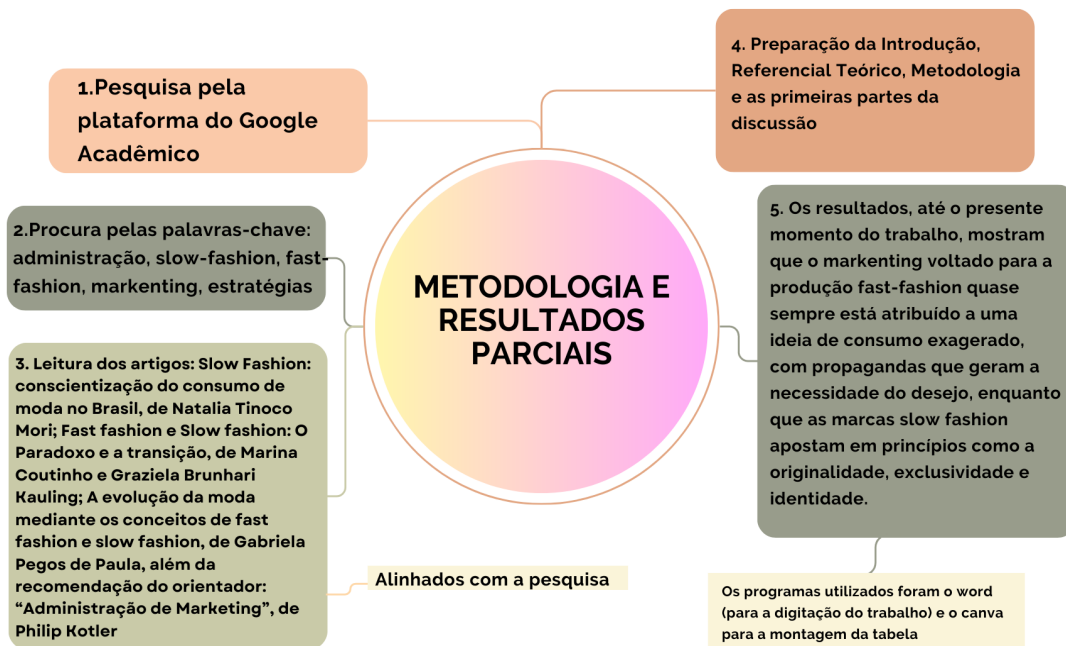 1.Pesquisa pela
plataforma do Google
Acadêmico
2.Procura pelas palavras-chave:
administração, slow-fashion, fast-
fashion, markenting, estratégias
3. Leitura dos artigos: Slow Fashion:
conscientização do consumo de
moda no Brasil, de Natalia Tinoco
Mori; Fast fashion e Slow fashion: O
Paradoxo e a transição, de Marina
Coutinho e Graziela Brunhari
Kauling; A evolução da moda
mediante os conceitos de fast
fashion e slow fashion, de Gabriela
Pegos de Paula, além da
recomendação do orientador:
“Administração de Marketing”, de
Philip Kotler
Alinhados com a pesquisa
METODOLOGIA E
RESULTADOS
PARCIAIS
4. Preparação da Introdução,
Referencial Teórico, Metodologia
e as primeiras partes da
discussão
5. Os resultados, até o presente
momento do trabalho, mostram
que o markenting voltado para a
produção fast-fashion quase
sempre está atribuído a uma
ideia de consumo exagerado,
com propagandas que geram a
necessidade do desejo, enquanto
que as marcas slow fashion
apostam em princípios como a
originalidade, exclusividade e
identidade.
Os programas utilizados foram o word
(para a digitação do trabalho) e o canva
para a montagem da tabela